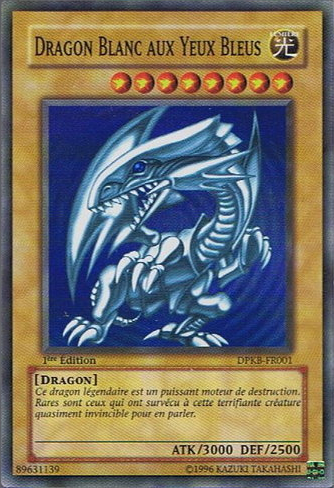 DRAGON BLANC AUX YEUX BLEUS
LUMIÈRE
光
1ère Edition
DPKB-FR001
[DRAGON]
Ce dragon légendaire est un puissant moteur de destruction.
Rares sont ceux qui ont survécu à cette terrifiante créature
quasiment invincible pour en parler.
ATK/3000 DEF/2500
89631139
©1996 KAZUKI TAKAHASHI